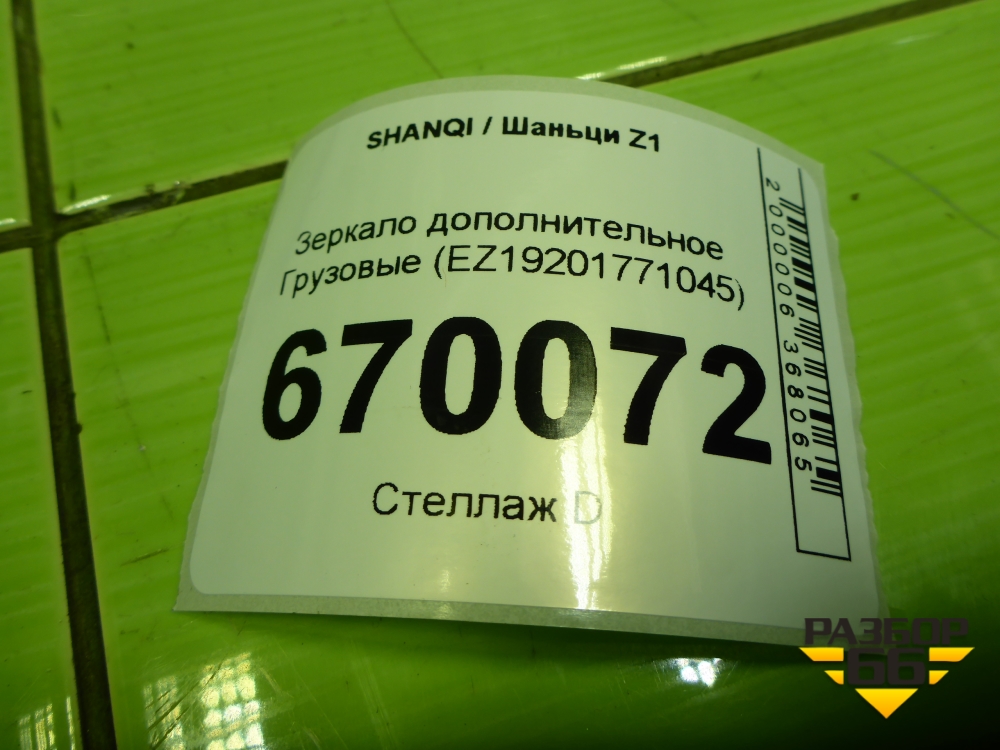 SHANQI / Шаньци Z1
Зеркало дополнительное
Грузовые (EZ19201771045)
670072
Стеллаж D
2000006368065
РАЗБОР
66